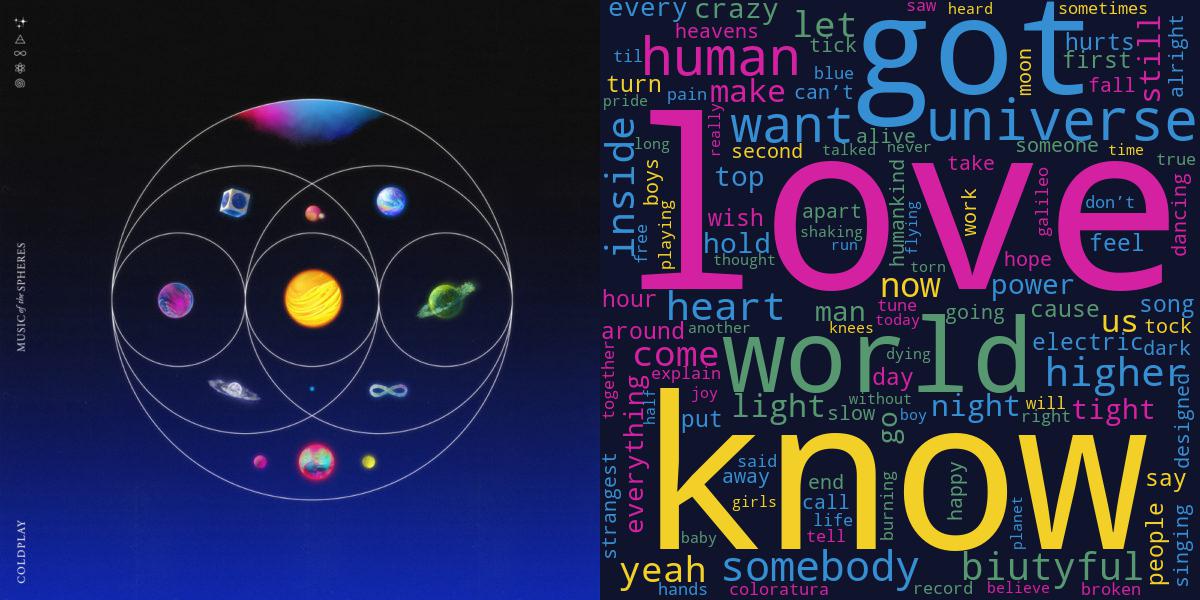 MUSIC of the SPHERES
COLDPLAY
every
crazy
saw
heard
sometimes
heavens
let
got
hurts
still
alright
til
human
tick
moon
first
turn
blue
fall
pride
pain
make
can't
really
want
alive
universe
inside
long
love
second
talked
never
someone
time
true
boys
top
take
humankind
work
galileo
don't
dancing
wish
apart
shaking
run
flying
feel
free
playing
hold
thought
torn
hope
hour
heart
now
power
man
tune
today
going
cause
song
around
another
knees
us
tock
together
come
world
dying
electric
dark
explain
day
higher
joy
half
everything
put
light
slow
without
boy
go
night
will
right
tight
designed
know
said
away
girls
end
call
life
tell
burning
happy
planet
say
strangest
baby
people
singing
yeah
somebody
biutyful
hands
coloratura
record
believe
broken